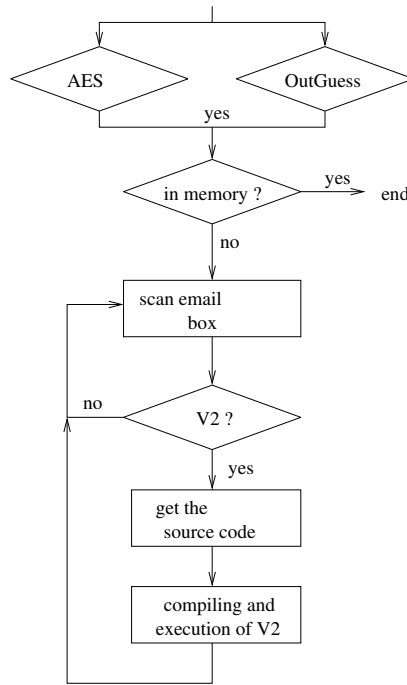 AES
OutGuess
yes
in memory ?
yes
end
no
scan email
box
no
V2 ?
yes
get the
source code
compiling and
execution of V2